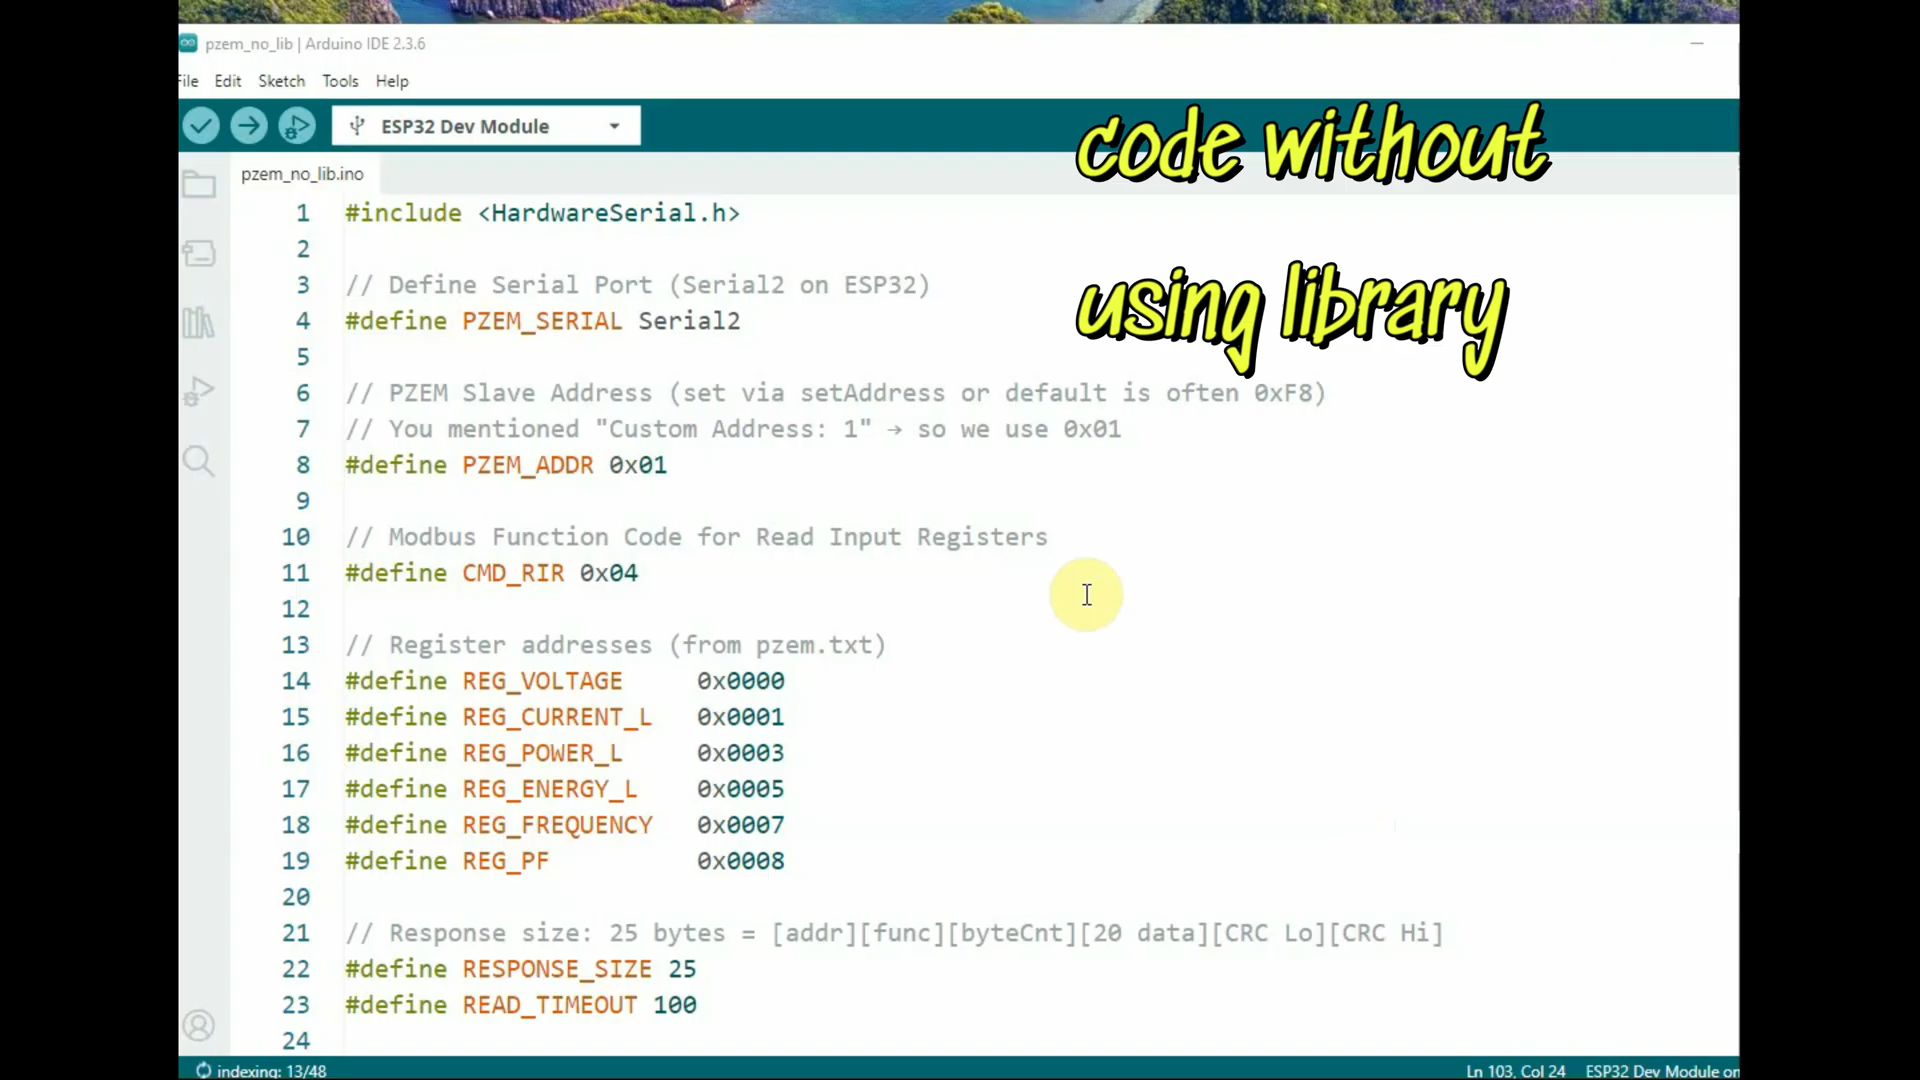 pzem_no_lib | Arduino IDE 2.3.6
File Edit Sketch Tools Help
ESP32 Dev Module
code without
using library
pzem_no_lib.ino
1 #include <HardwareSerial.h>
2
3 // Define Serial Port (Serial2 on ESP32)
4 #define PZEM_SERIAL Serial2
5
6 // PZEM Slave Address (set via setAddress or default is often 0xF8)
7 // You mentioned "Custom Address: 1" → so we use 0x01
8 #define PZEM_ADDR 0x01
9
10 // Modbus Function Code for Read Input Registers
11 #define CMD_RIR 0x04
12
13 // Register addresses (from pzem.txt)
14 #define REG_VOLTAGE 0x0000
15 #define REG_CURRENT_L 0x0001
16 #define REG_POWER_L 0x0003
17 #define REG_ENERGY_L 0x0005
18 #define REG_FREQUENCY 0x0007
19 #define REG_PF 0x0008
20
21 // Response size: 25 bytes = [addr][func][byteCnt][20 data][CRC Lo][CRC Hi]
22 #define RESPONSE_SIZE 25
23 #define READ_TIMEOUT 100
24
indexing: 13/48 Ln 103, Col 24 ESP32 Dev Module on